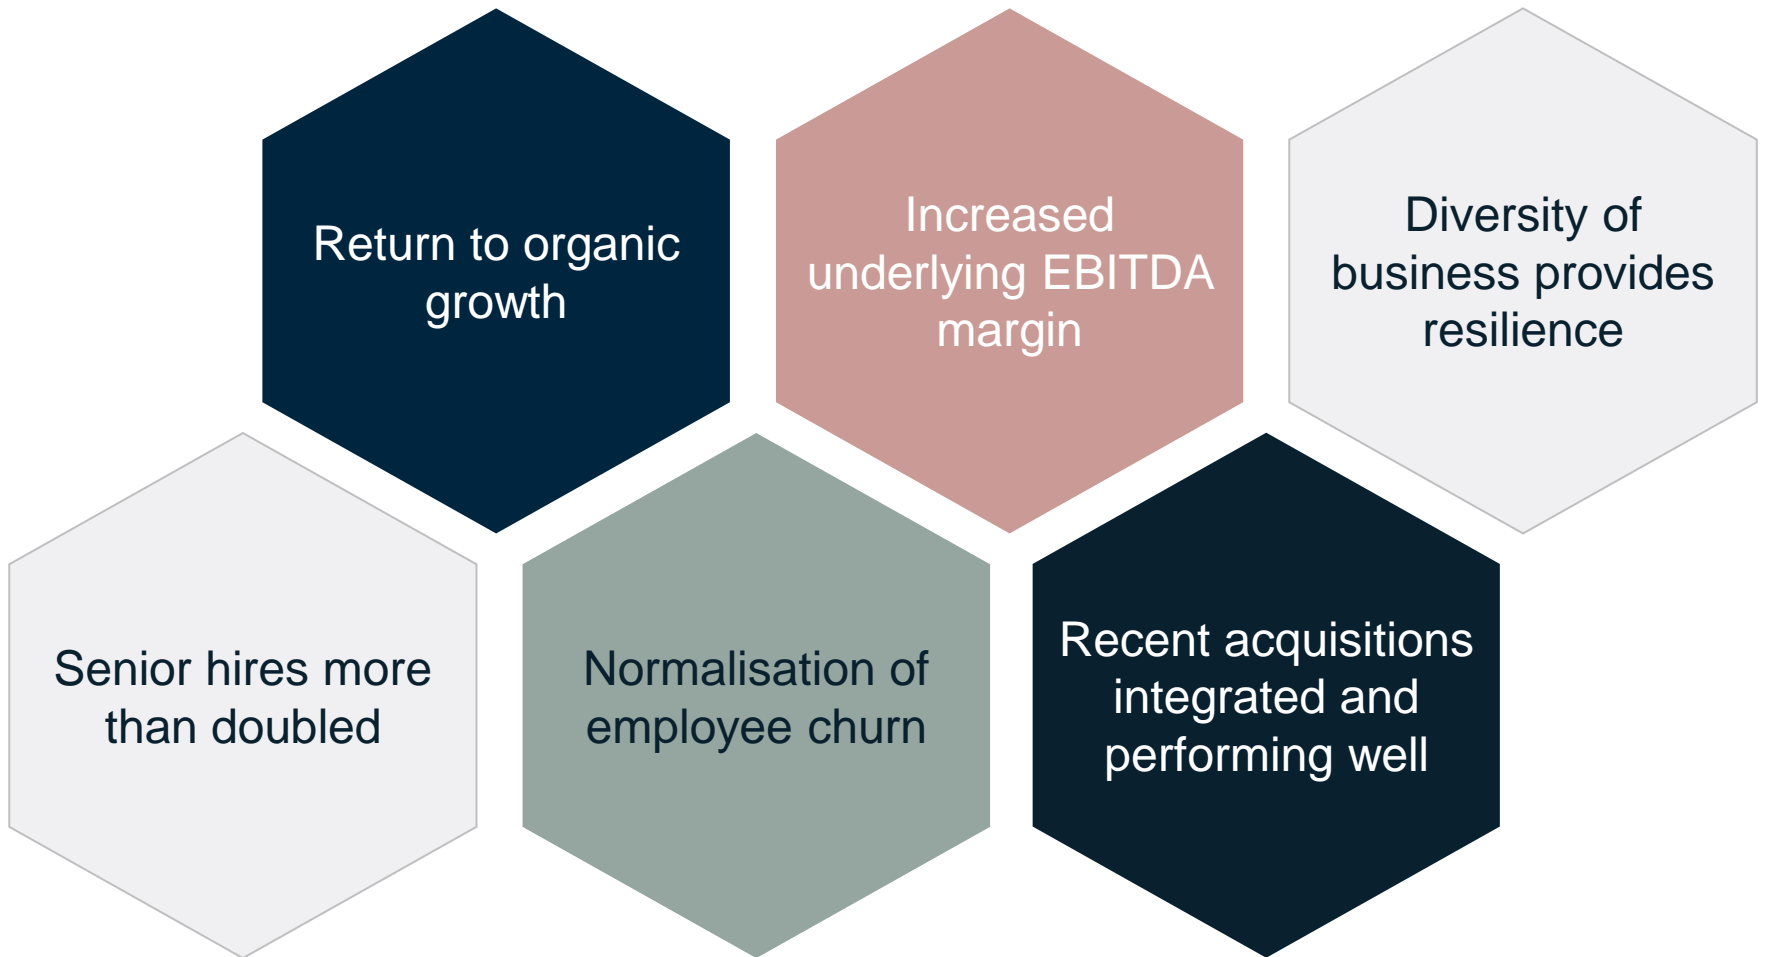 Return to organic
growth
Increased
underlying EBITDA
margin
Diversity of
business provides
resilience
Senior hires more
than doubled
Normalisation of
employee churn
Recent acquisitions
integrated and
performing well